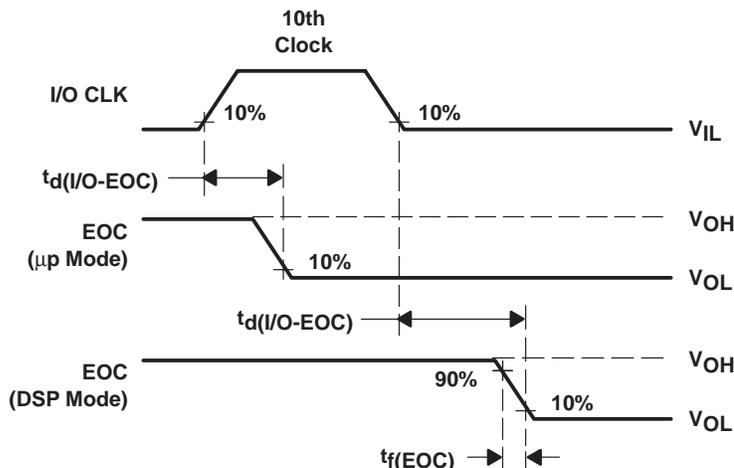 10th
Clock
I/O CLK
10%
10%
VIL
td(I/O-EOC)
EOC
(μp Mode)
VOH
10%
VOL
td(I/O-EOC)
EOC
(DSP Mode)
VOH
90%
10%
VOL
tf(EOC)